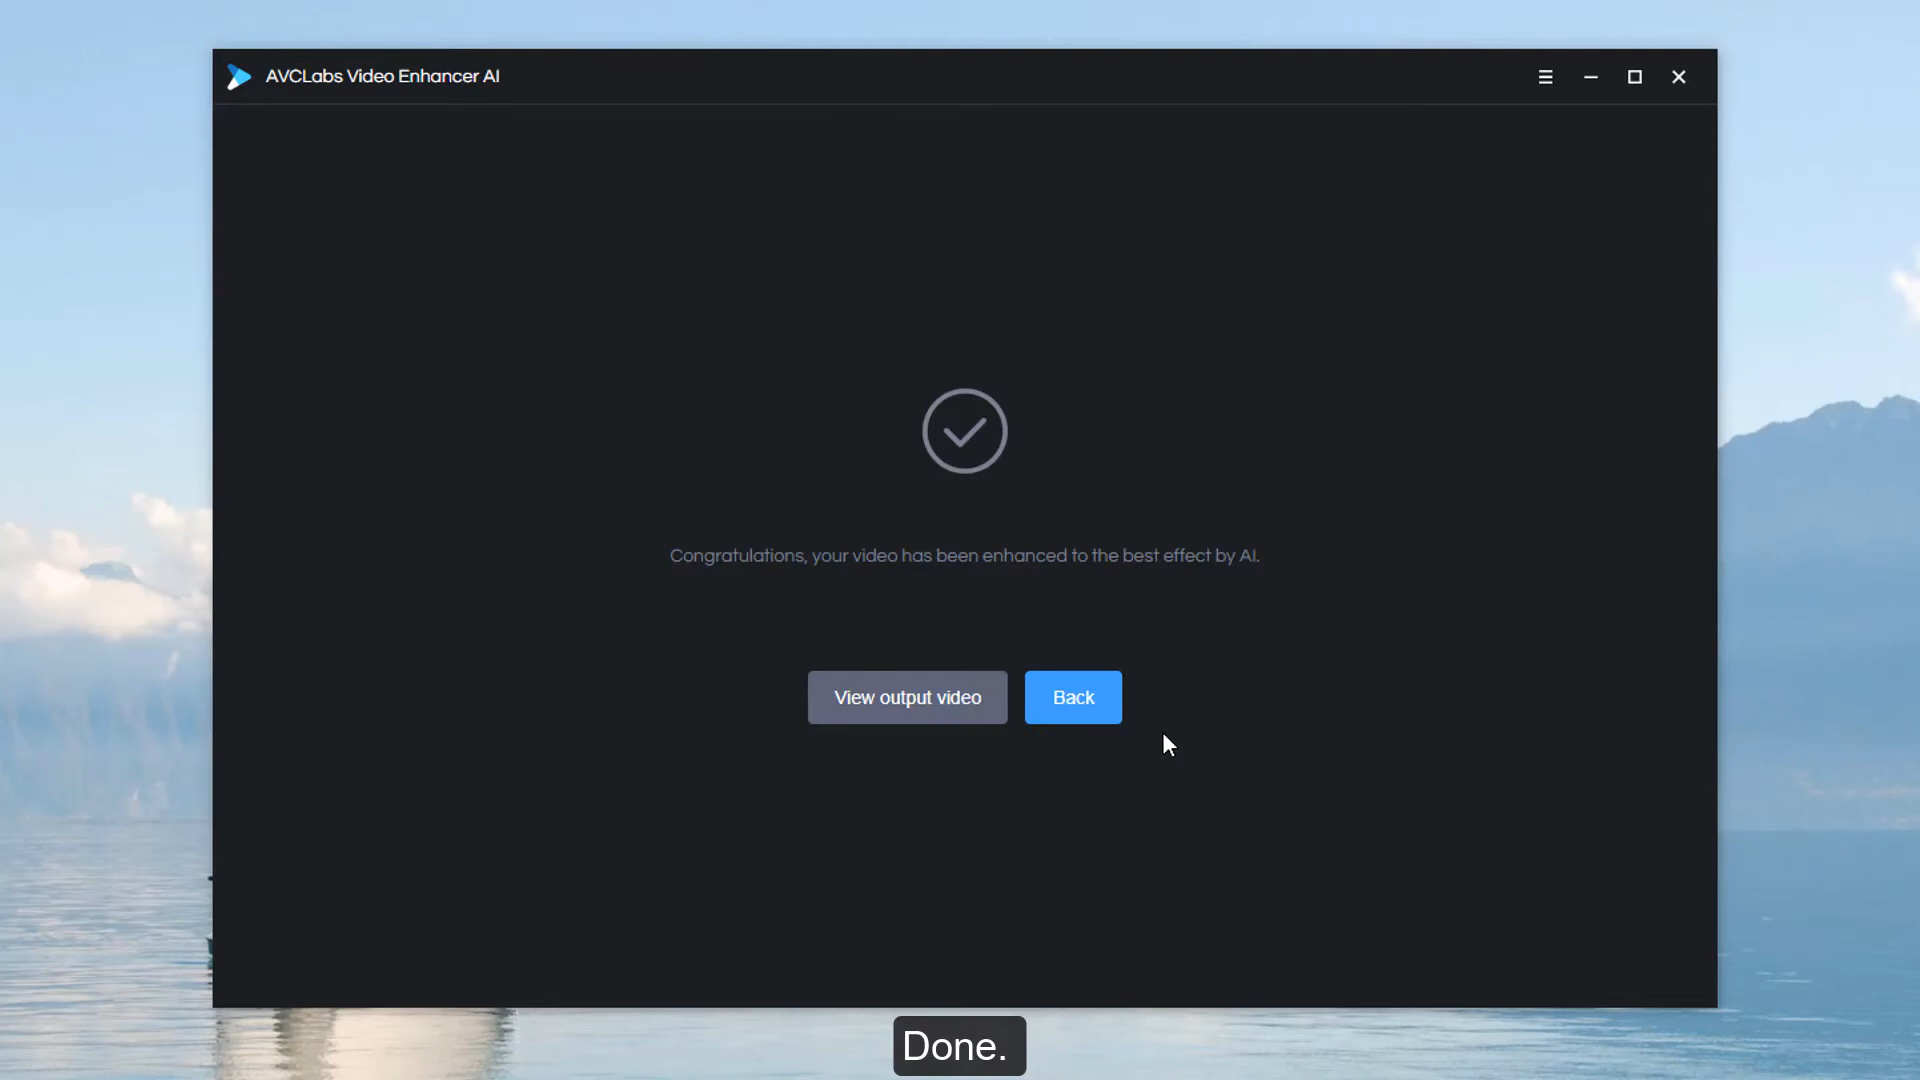 AVCLabs Video Enhancer AI
Congratulations, your video has been enhanced to the best effect by AI.
View output video
Back
Done.